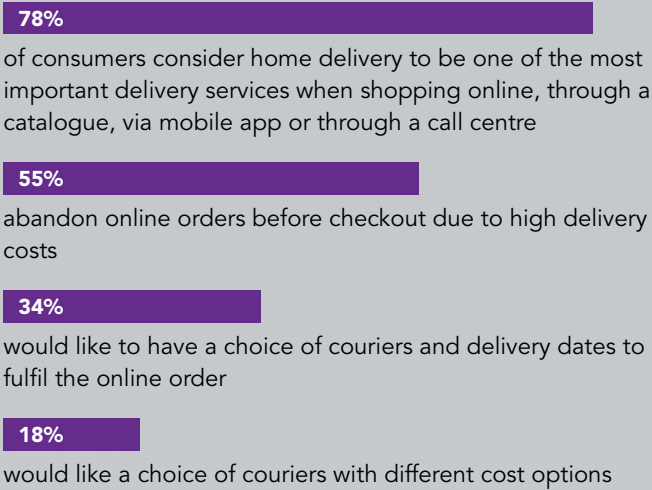 78%
of consumers consider home delivery to be one of the most
important delivery services when shopping online, through a
catalogue, via mobile app or through a call centre
55%
abandon online orders before checkout due to high delivery
costs
34%
would like to have a choice of couriers and delivery dates to
fulfil the online order
18%
would like a choice of couriers with different cost options